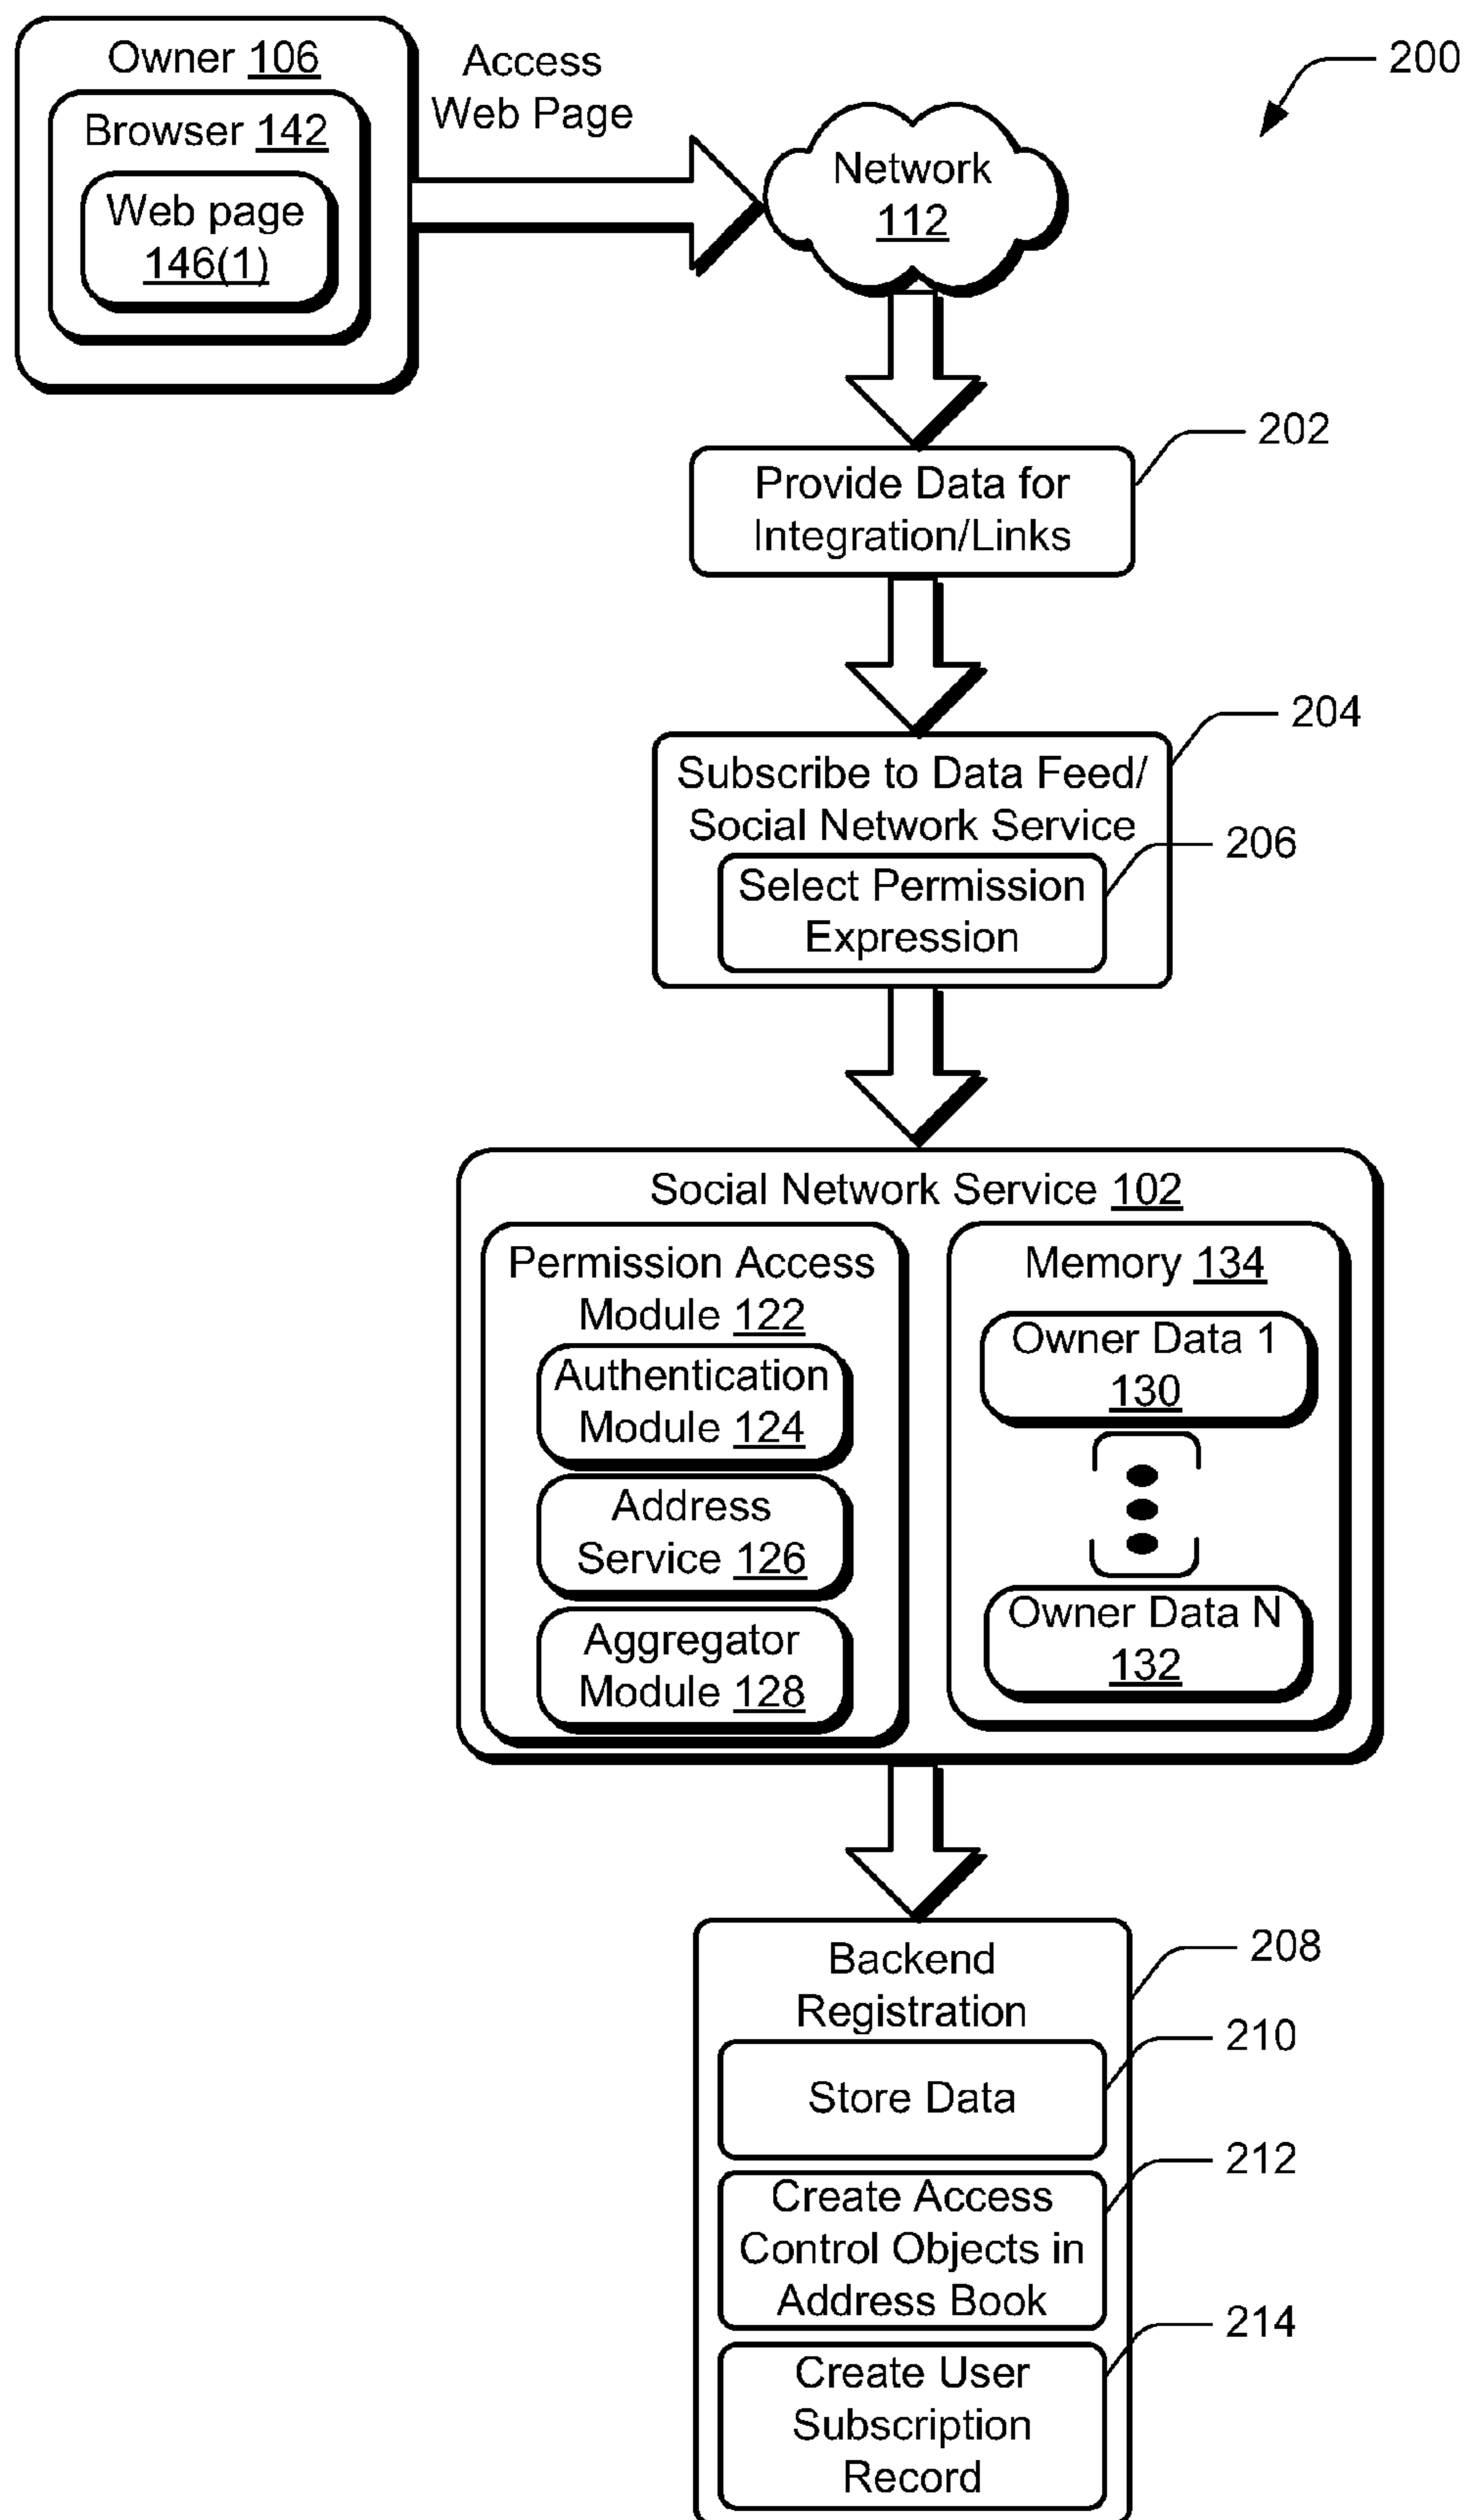 Owner 106
Browser 142
Web page
146(1)
Access
Web Page
Network
112
200
Provide Data for
Integration/Links
202
Subscribe to Data Feed/
Social Network Service
204
Select Permission
Expression
206
Social Network Service 102
Permission Access
Module 122
Authentication
Module 124
Address
Service 126
Aggregator
Module 128
Memory 134
Owner Data 1
130
Owner Data N
132
Backend
Registration
208
Store Data
210
Create Access
Control Objects in
Address Book
212
Create User
Subscription
Record
214